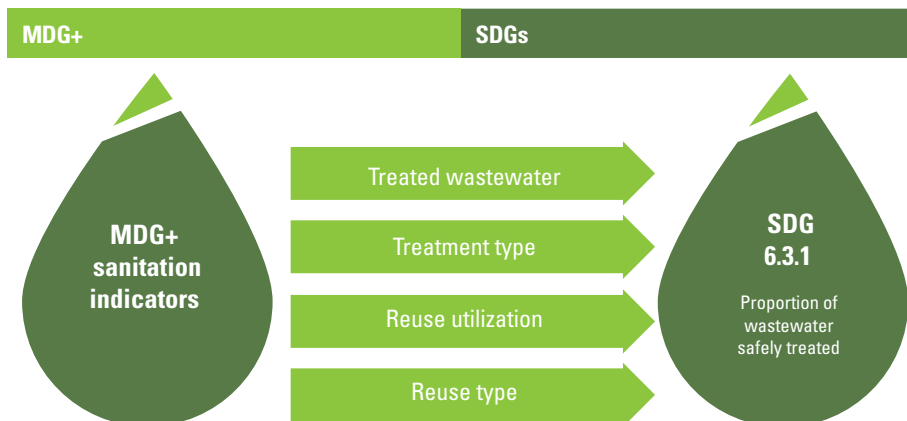 MDG+
SDGs
MDG+
sanitation
indicators
Treated wastewater
Treatment type
Reuse utilization
Reuse type
SDG
6.3.1
Proportion of
wastewater
safely treated